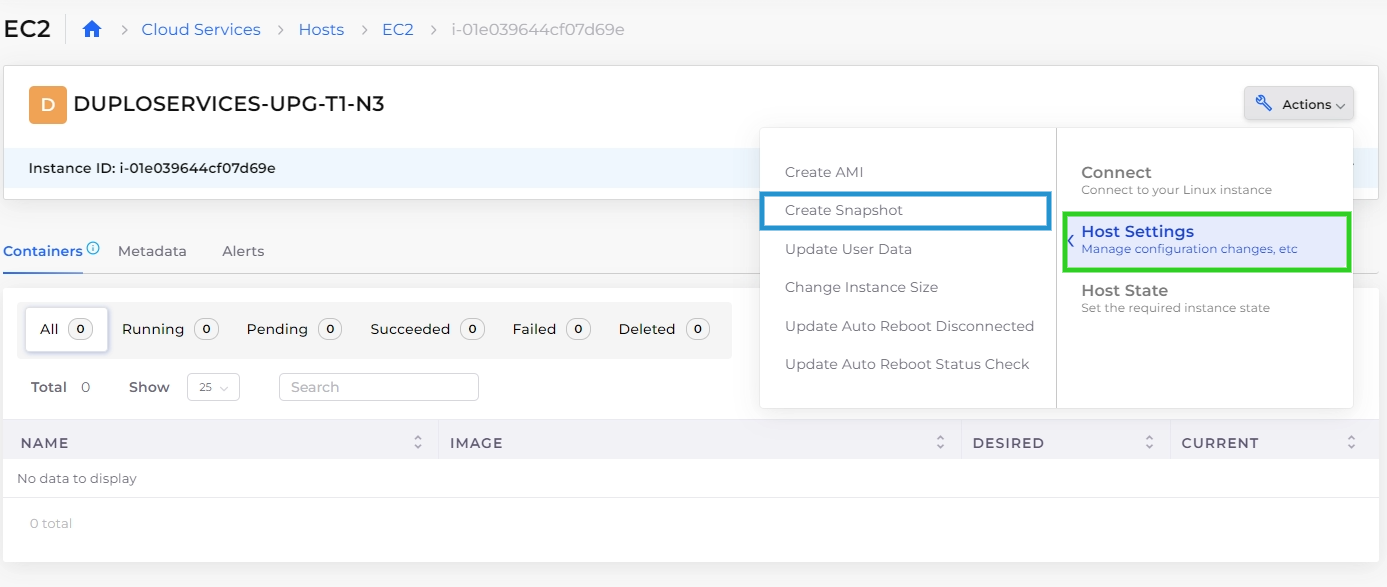 EC2 Cloud Services Hosts EC2 i-01e039644cf07d69e
D DUPLOSERVICES-UPG-T1-N3
Actions
Instance ID: i-01e039644cf07d69e
Create AMI
Create Snapshot
Update User Data
Change Instance Size
Update Auto Reboot Disconnected
Update Auto Reboot Status Check
Connect
Connect to your Linux instance
Host Settings
Manage configuration changes, etc
Host State
Set the required instance state
Containers Metadata Alerts
All 0 Running 0 Pending 0 Succeeded 0 Failed 0 Deleted 0
Total 0 Show 25 Search
NAME IMAGE DESIRED CURRENT
No data to display
0 total